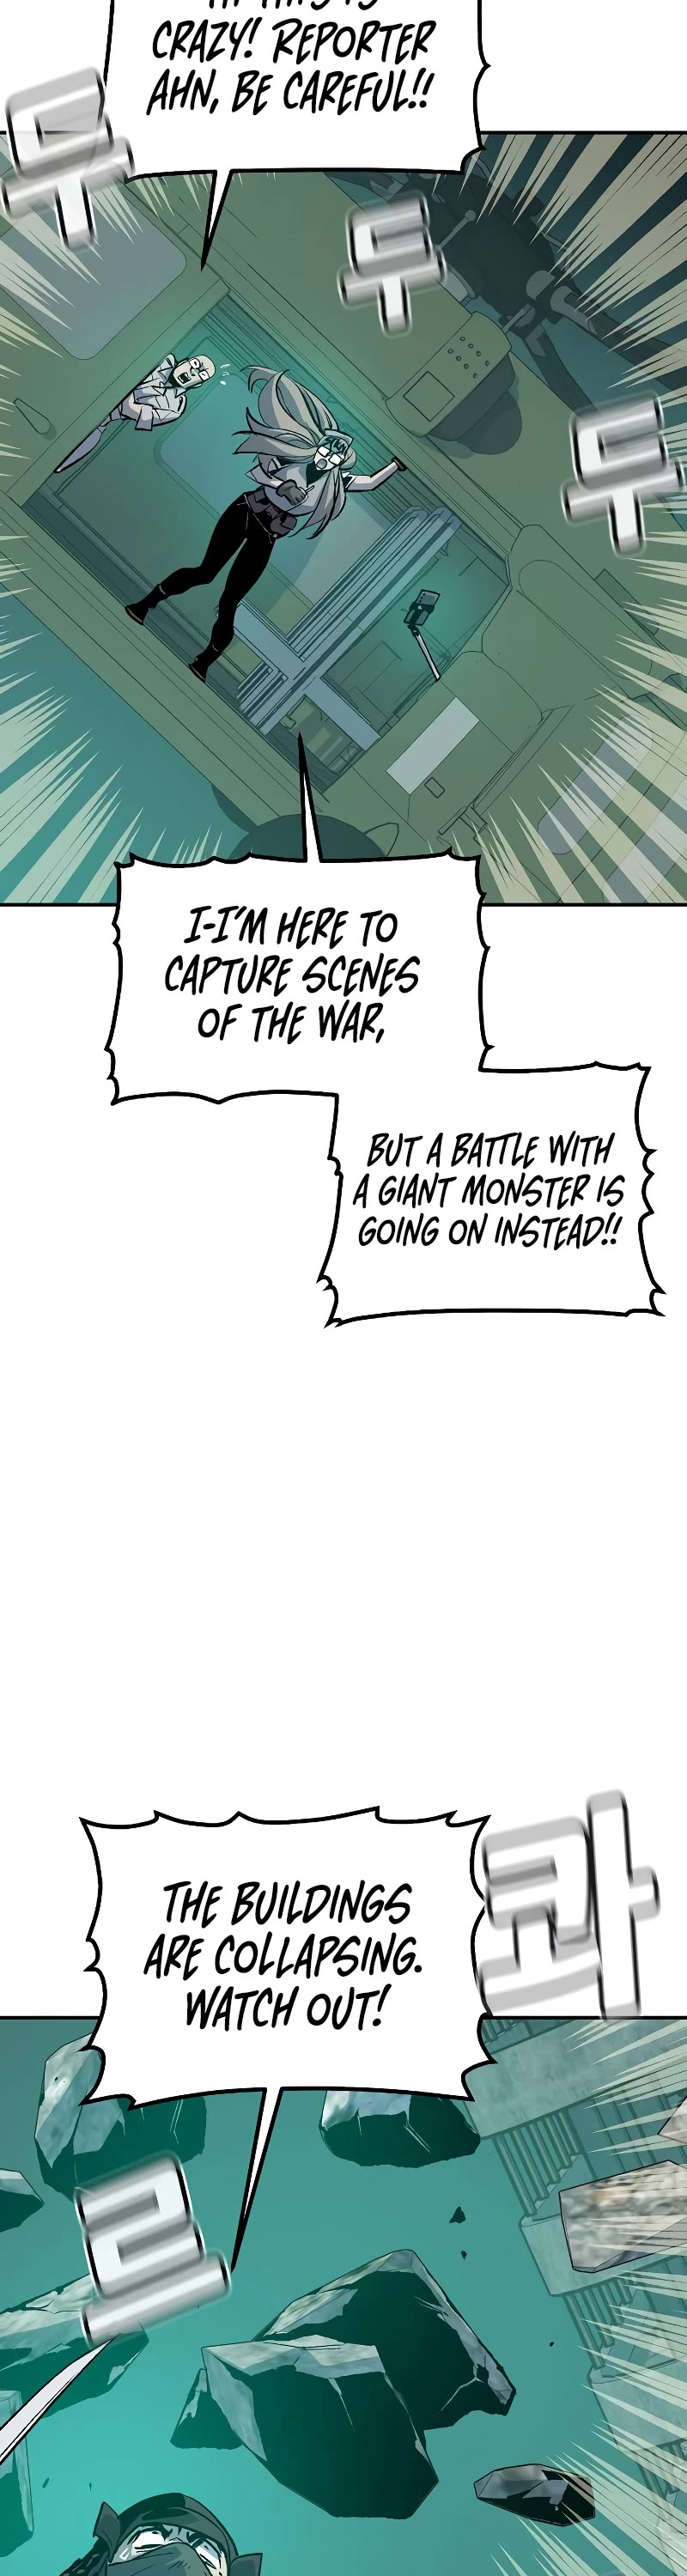 CRAZY! REPORTER
AHN, BE CAREFUL!!
두
두
두
I-I'M HERE TO
CAPTURE SCENES
OF THE WAR,
BUT A BATTLE WITH
A GIANT MONSTER IS
GOING ON INSTEAD!!
콰
THE BUILDINGS
ARE COLLAPSING.
WATCH OUT!
르